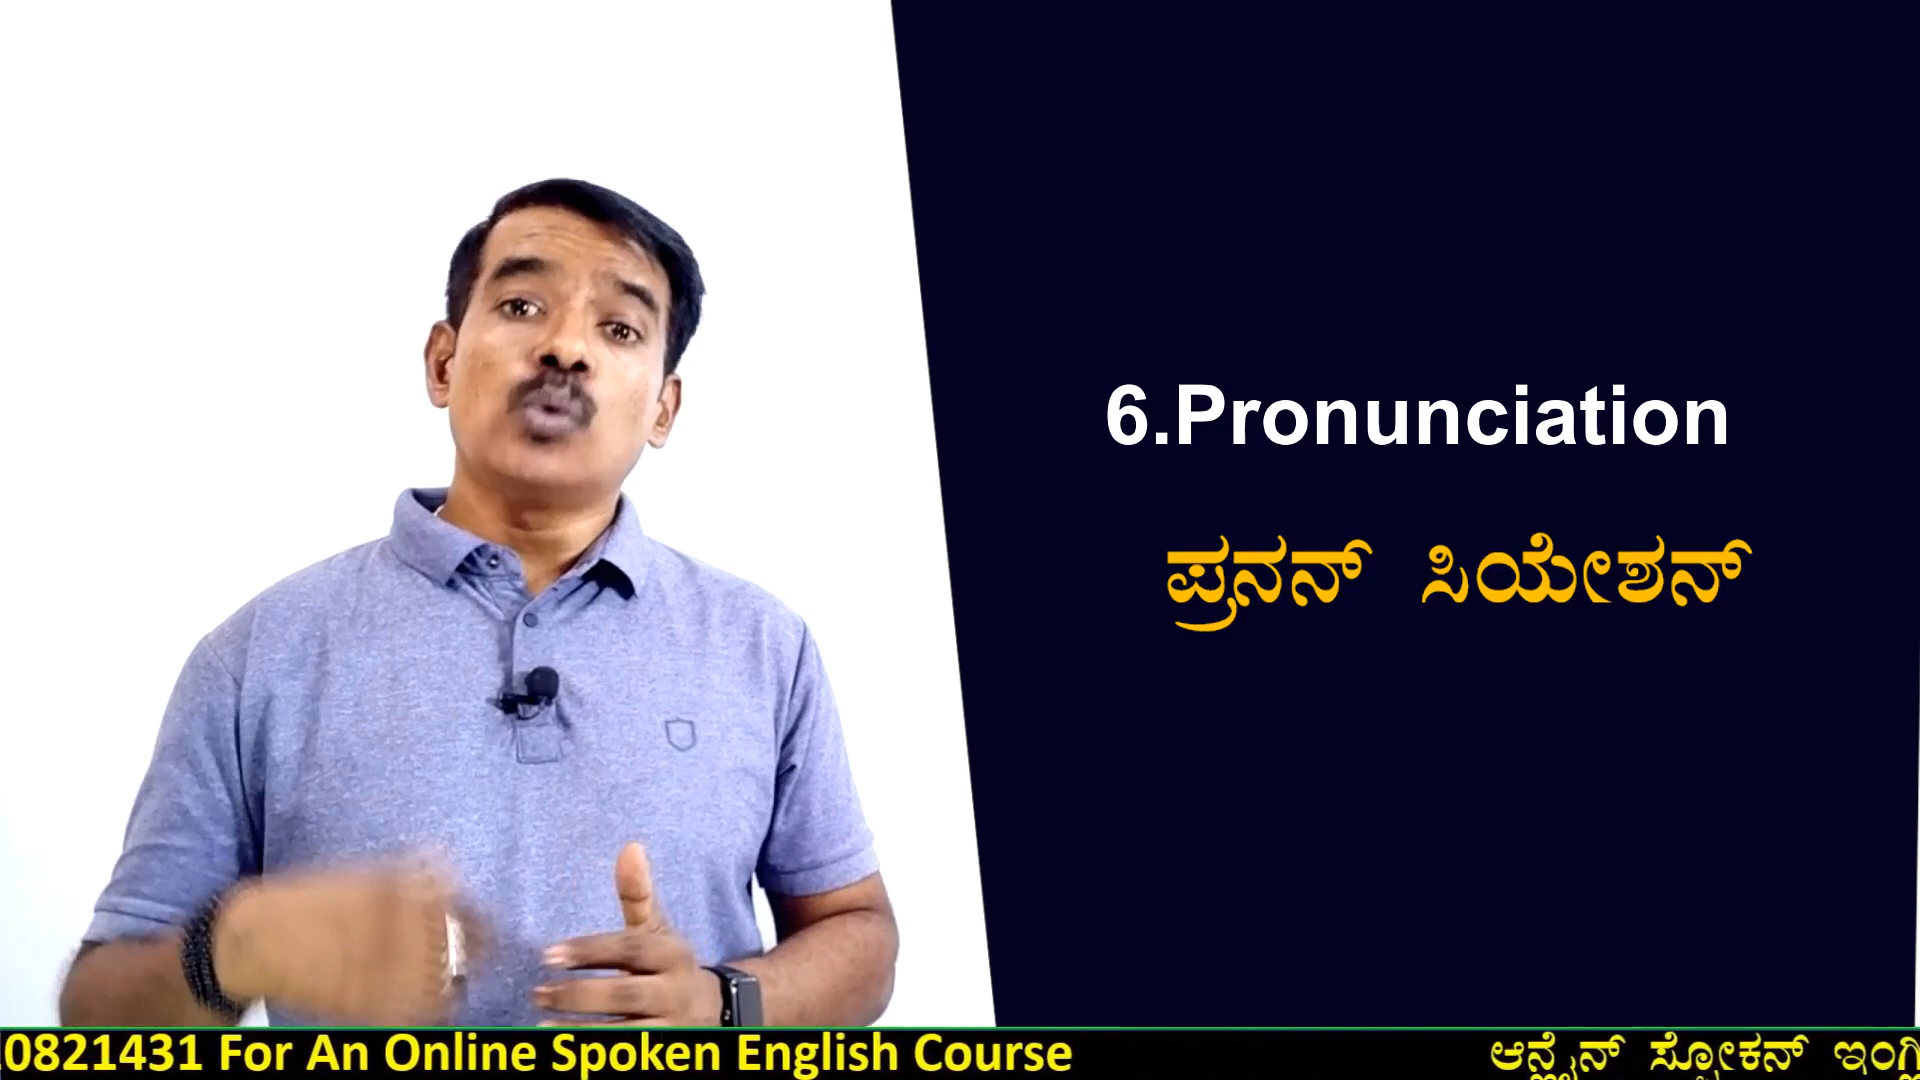 6.Pronunciation
ಪ್ರನನ್ ಸಿಯೇಶನ್
0821431 For An Online Spoken English Course
ಆನ್ಲೈನ್ ಸ್ಪೋಕನ್